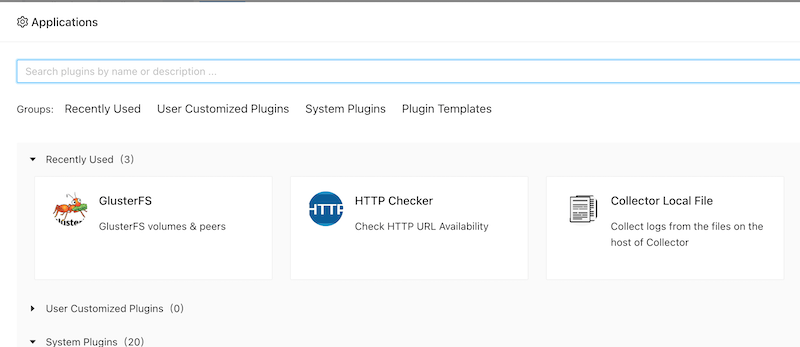 Applications
Search plugins by name or description ...
Groups: Recently Used User Customized Plugins System Plugins Plugin Templates
Recently Used (3)
GlusterFS
GlusterFS volumes & peers
HTTP
HTTP Checker
Check HTTP URL Availability
Collector Local File
Collect logs from the files on the
host of Collector
User Customized Plugins (0)
System Plugins (20)